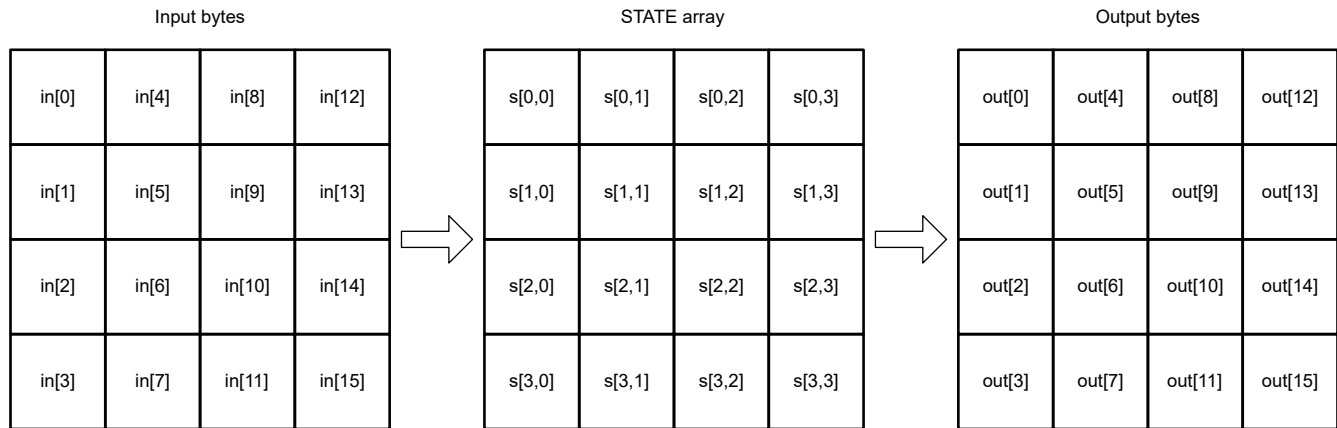 Input bytes STATE array Output bytes
in[0] in[4] in[8] in[12] s[0,0] s[0,1] s[0,2] s[0,3] out[0] out[4] out[8] out[12]
in[1] in[5] in[9] in[13] s[1,0] s[1,1] s[1,2] s[1,3] out[1] out[5] out[9] out[13]
in[2] in[6] in[10] in[14] s[2,0] s[2,1] s[2,2] s[2,3] out[2] out[6] out[10] out[14]
in[3] in[7] in[11] in[15] s[3,0] s[3,1] s[3,2] s[3,3] out[3] out[7] out[11] out[15]